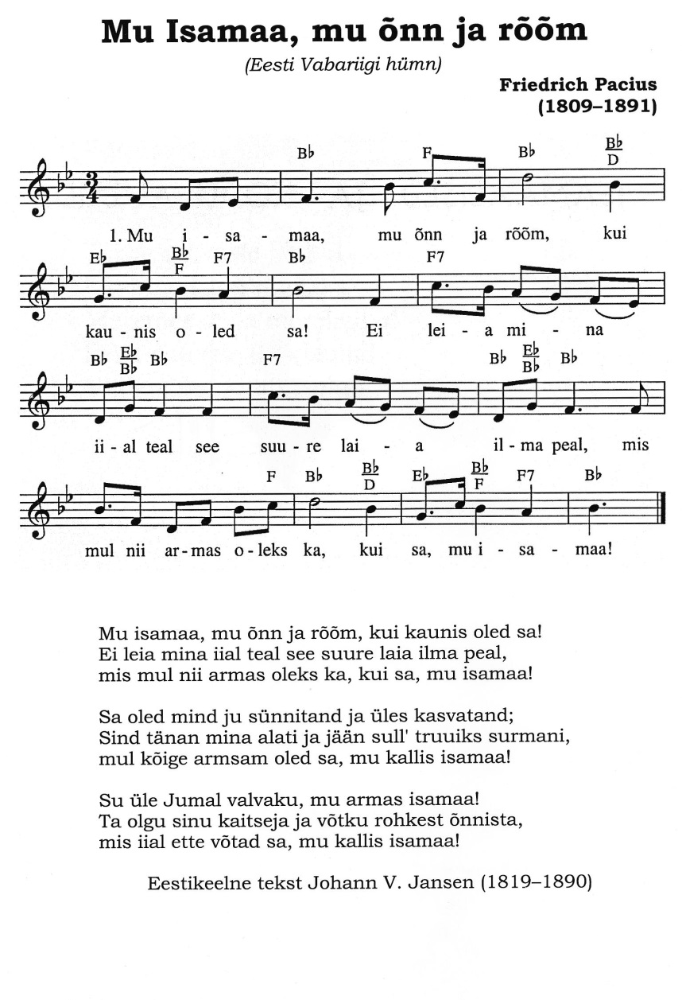 Mu Isamaa, mu õnn ja rõõm
(Eesti Vabariigi hümn)
Friedrich Pacius
(1809–1891)
B♭ F B♭ B♭/D
3/4
1. Mu i - sa - maa, mu õnn ja rõõm, kui
E♭ B♭/F F7 B♭ F7
kau - nis o - led sa! Ei lei - a mi - na
B♭ E♭/B♭ B♭ F7 B♭ E♭/B♭ B♭
ii - al teal see suu - re lai - a il - ma peal, mis
F B♭ B♭/D E♭ B♭/F F7 B♭
mul nii ar - mas o - leks ka, kui sa, mu i - sa - maa!
Mu isamaa, mu õnn ja rõõm, kui kaunis oled sa!
Ei leia mina iial teal see suure laia ilma peal,
mis mul nii armas oleks ka, kui sa, mu isamaa!
Sa oled mind ju sünnitand ja üles kasvatand;
Sind tänan mina alati ja jään sull' truuiks surmani,
mul kõige armsam oled sa, mu kallis isamaa!
Su üle Jumal valvaku, mu armas isamaa!
Ta olgu sinu kaitseja ja võtku rohkest õnnista,
mis iial ette võtad sa, mu kallis isamaa!
Eestikeelne tekst Johann V. Jansen (1819–1890)